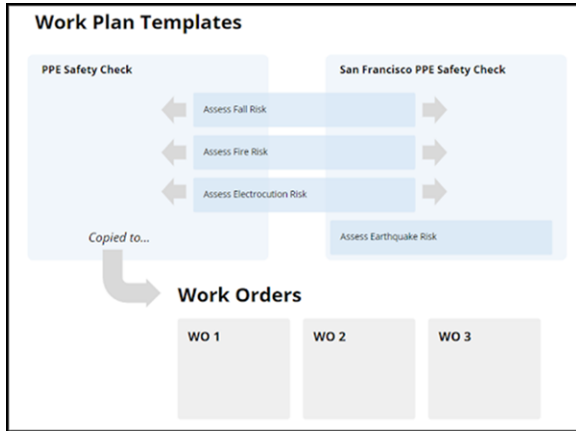 Work Plan Templates
PPE Safety Check
San Francisco PPE Safety Check
Assess Fall Risk
Assess Fire Risk
Assess Electrocution Risk
Assess Earthquake Risk
Copied to...
Work Orders
WO 1
WO 2
WO 3